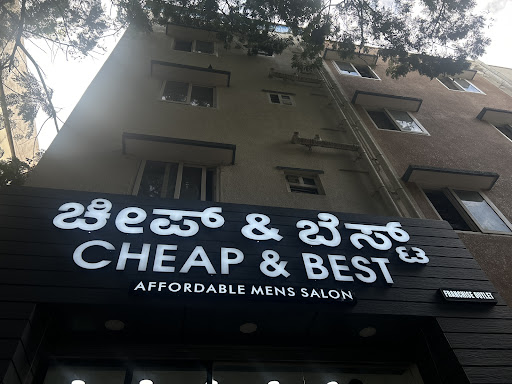 ಚೀಪ್ & ಬೆಸ್ಟ್
CHEAP & BEST
AFFORDABLE MENS SALON
FRANCHISE OUTLET